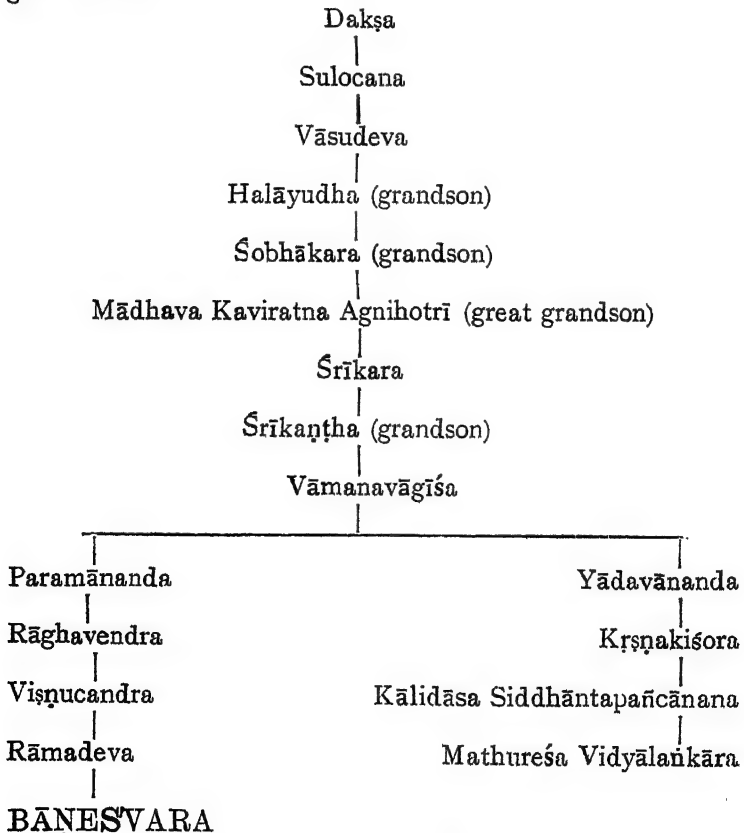 Dakṣa
Sulocana
Vāsudeva
Halāyudha (grandson)
Śobhākara (grandson)
Mādhava Kaviratna Agnihotrī (great grandson)
Śrīkara
Śrīkaṇṭha (grandson)
Vāmanavāgīśa
Paramānanda Yādavānanda
Rāghavendra Kṛṣṇakiśora
Viṣṇucandra Kālidāsa Siddhāntapañcānana
Rāmadeva Mathureśa Vidyālaṅkāra
BĀNEŚVARA